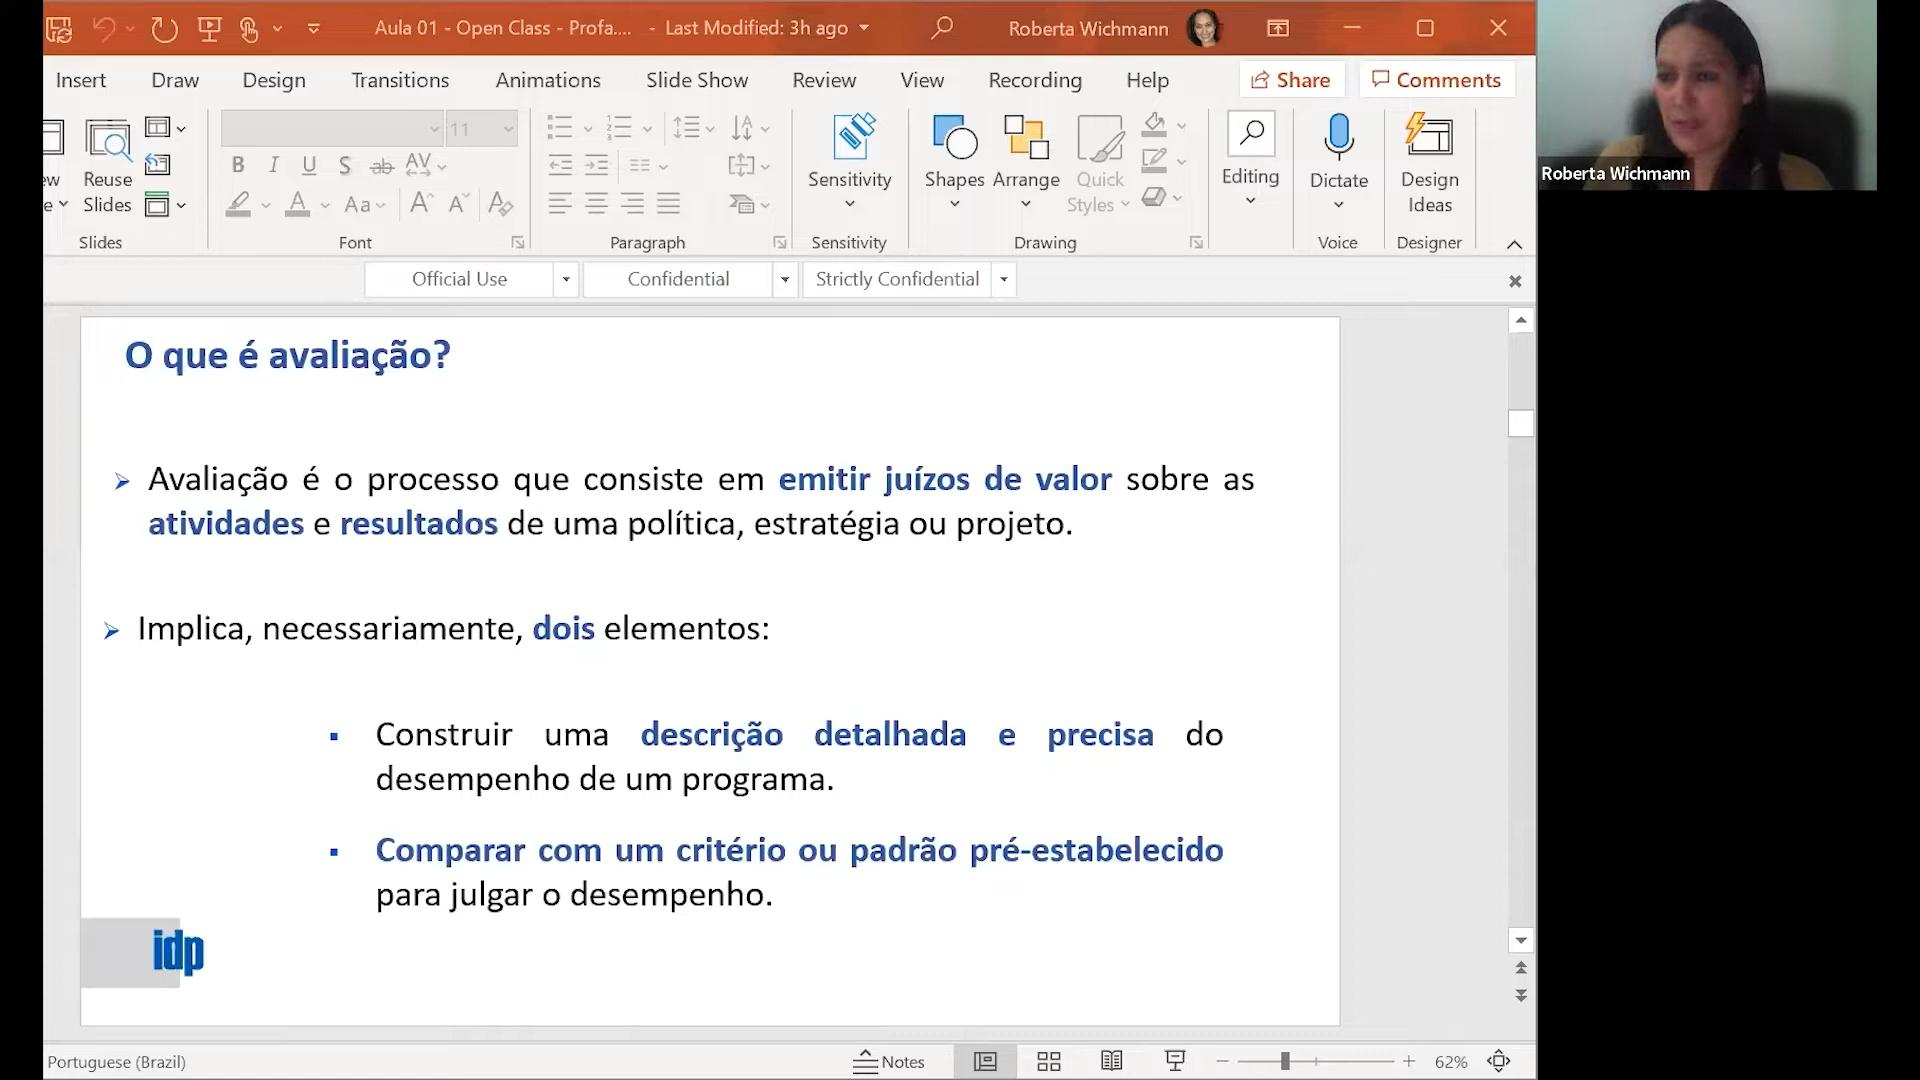 Aula 01 - Open Class - Profa.... - Last Modified: 3h ago
Roberta Wichmann
Insert Draw Design Transitions Animations Slide Show Review View Recording Help Share Comments
11
Reuse
Slides
Slides
B I U S ab AV
A Aa A A A
Font
Paragraph
Sensitivity
Sensitivity
Shapes Arrange Quick
Styles
Drawing
Editing
Dictate
Voice
Design
Ideas
Designer
Roberta Wichmann
Official Use Confidential Strictly Confidential
O que é avaliação?
Avaliação é o processo que consiste em emitir juízos de valor sobre as
atividades e resultados de uma política, estratégia ou projeto.
Implica, necessariamente, dois elementos:
Construir uma descrição detalhada e precisa do
desempenho de um programa.
Comparar com um critério ou padrão pré-estabelecido
para julgar o desempenho.
idp
Portuguese (Brazil)
Notes
62%